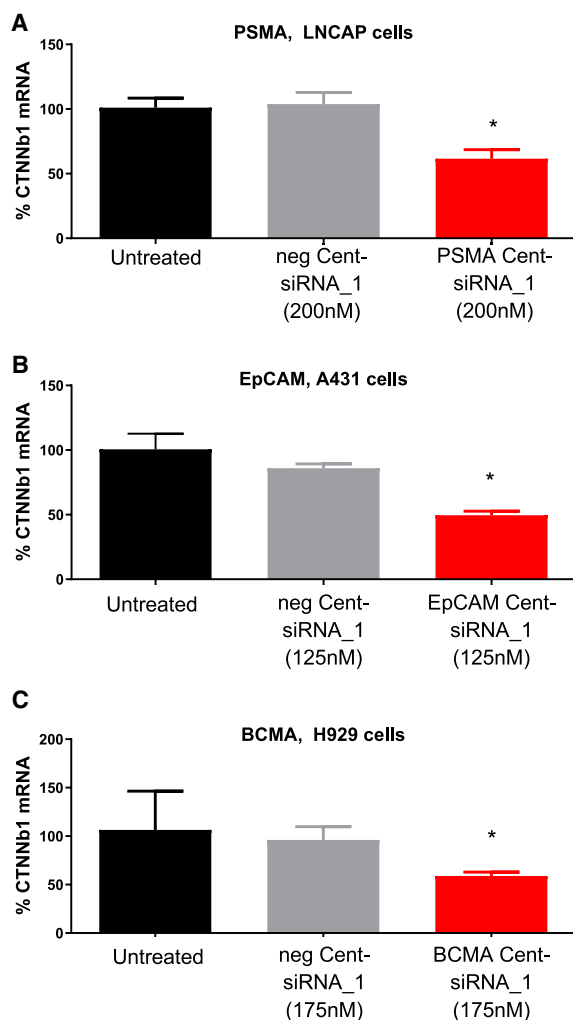 A
PSMA, LNCAP cells
% CTNNb1 mRNA
150
100
50
0
Untreated
neg Cent-
siRNA_1
(200nM)
PSMA Cent-
siRNA_1
(200nM)
*
B
EpCAM, A431 cells
% CTNNb1 mRNA
150
100
50
0
Untreated
neg Cent-
siRNA_1
(125nM)
EpCAM Cent-
siRNA_1
(125nM)
*
C
BCMA, H929 cells
% CTNNb1 mRNA
200
150
100
50
0
Untreated
neg Cent-
siRNA_1
(175nM)
BCMA Cent-
siRNA_1
(175nM)
*